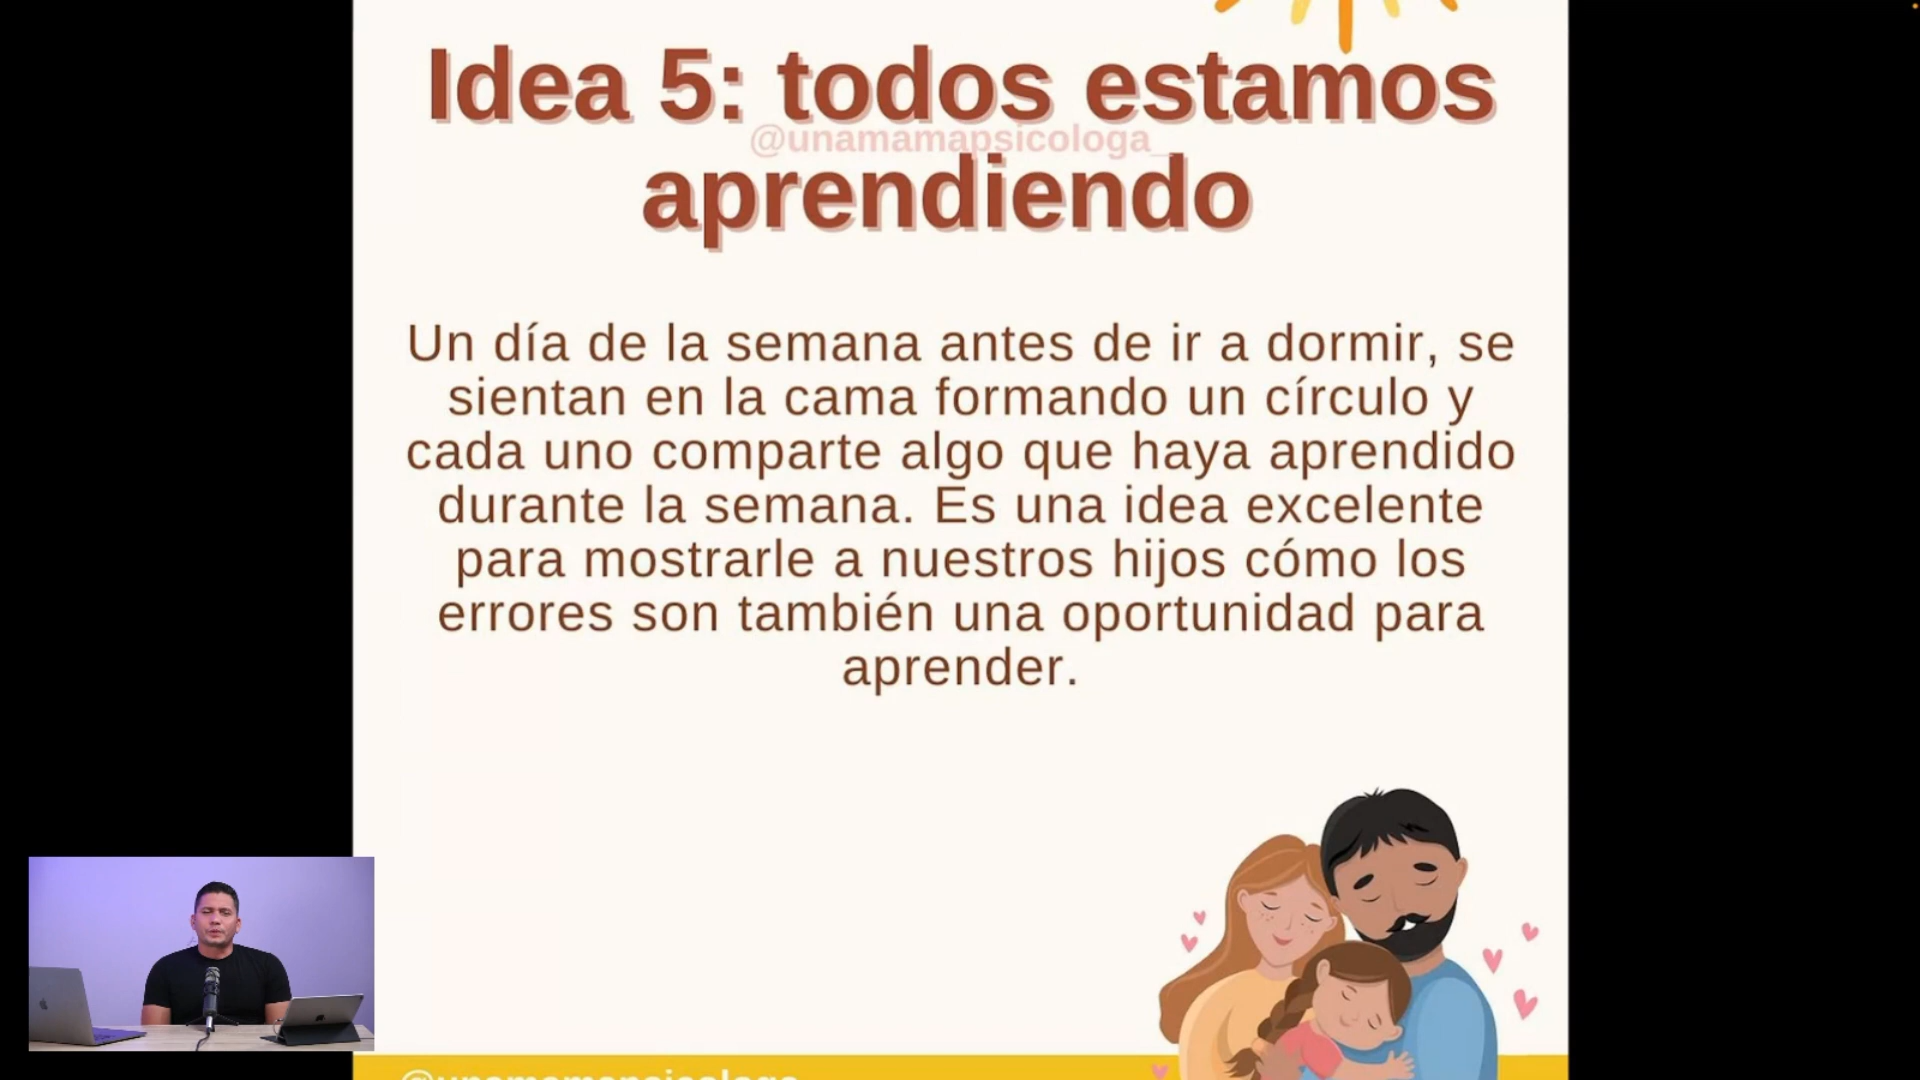 Idea 5: todos estamos
@unamamapsicologa_
aprendiendo
Un día de la semana antes de ir a dormir, se
sientan en la cama formando un círculo y
cada uno comparte algo que haya aprendido
durante la semana. Es una idea excelente
para mostrarle a nuestros hijos cómo los
errores son también una oportunidad para
aprender.